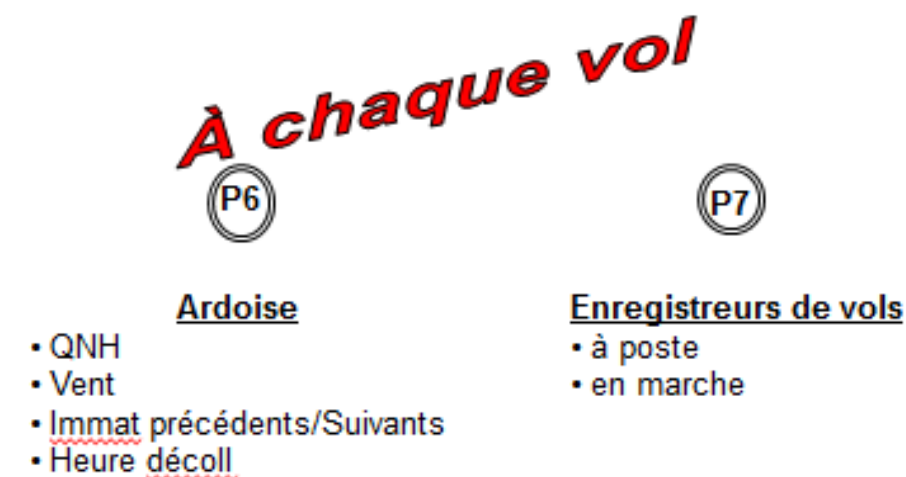 À chaque vol
P6
P7
Ardoise
• QNH
• Vent
• Immat précédents/Suivants
• Heure décoll
Enregistreurs de vols
• à poste
• en marche